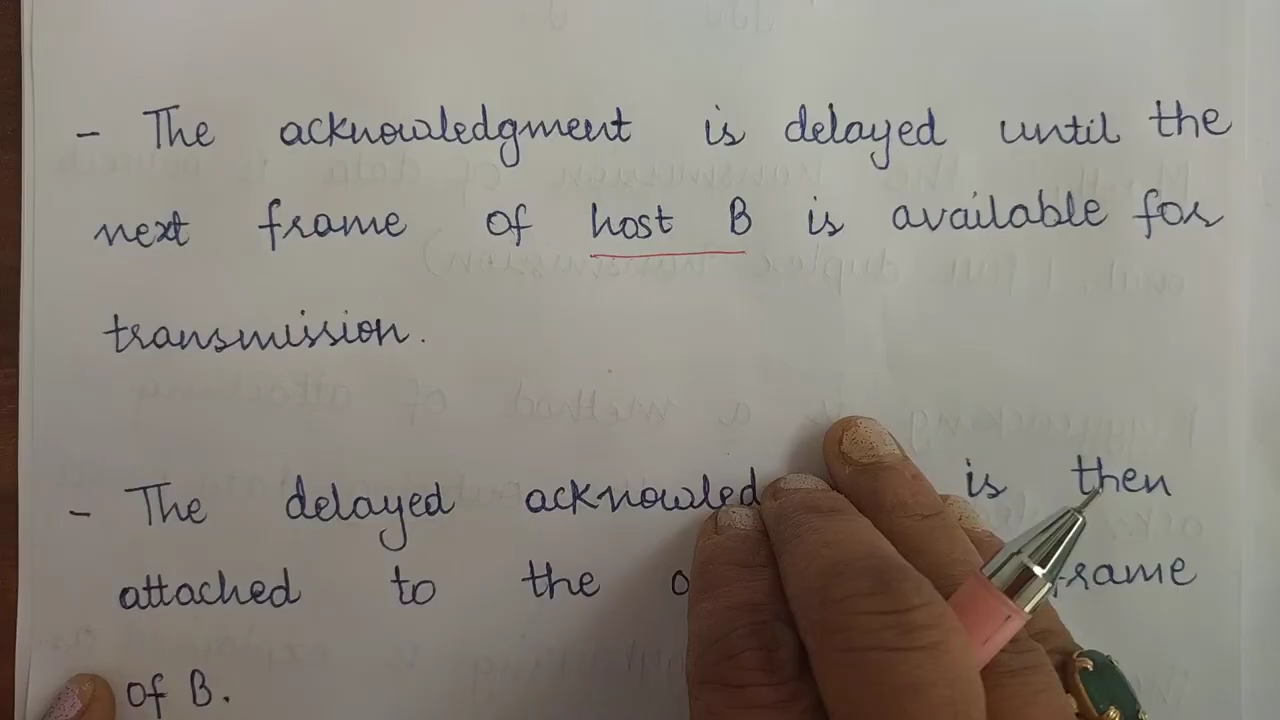 - The acknowledgment is delayed until the
next frame of host B is available for
transmission.
- The delayed acknowled is then
attached to the o frame
of B.